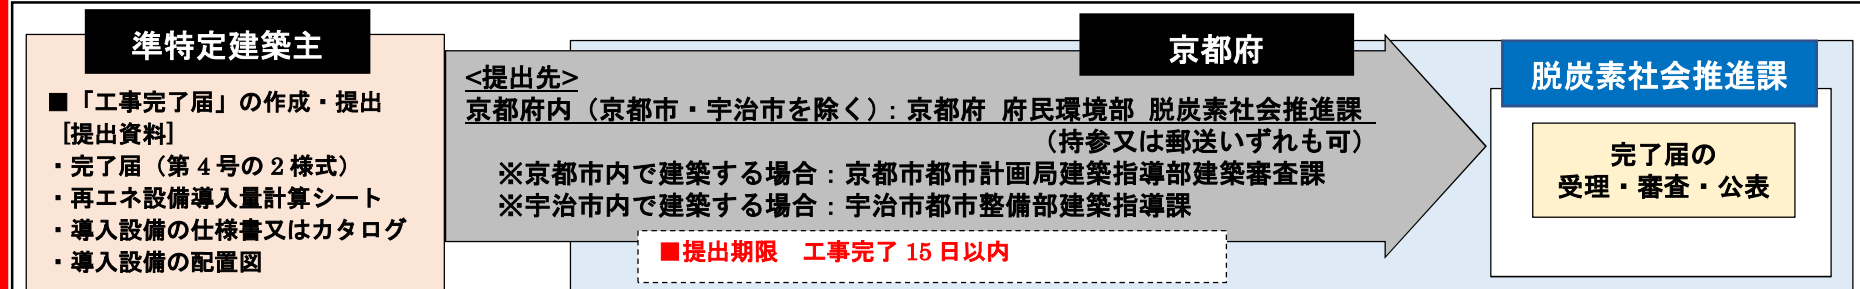 準特定建築主
■「工事完了届」の作成・提出
[提出資料]
・完了届（第4号の2様式）
・再エネ設備導入量計算シート
・導入設備の仕様書又はカタログ
・導入設備の配置図
京都府
<提出先>
京都府内（京都市・宇治市を除く）：京都府 府民環境部 脱炭素社会推進課
（持参又は郵送いずれも可）
※京都市内で建築する場合：京都市都市計画局建築指導部建築審査課
※宇治市内で建築する場合：宇治市都市整備部建築指導課
■提出期限　工事完了15日以内
脱炭素社会推進課
完了届の
受理・審査・公表